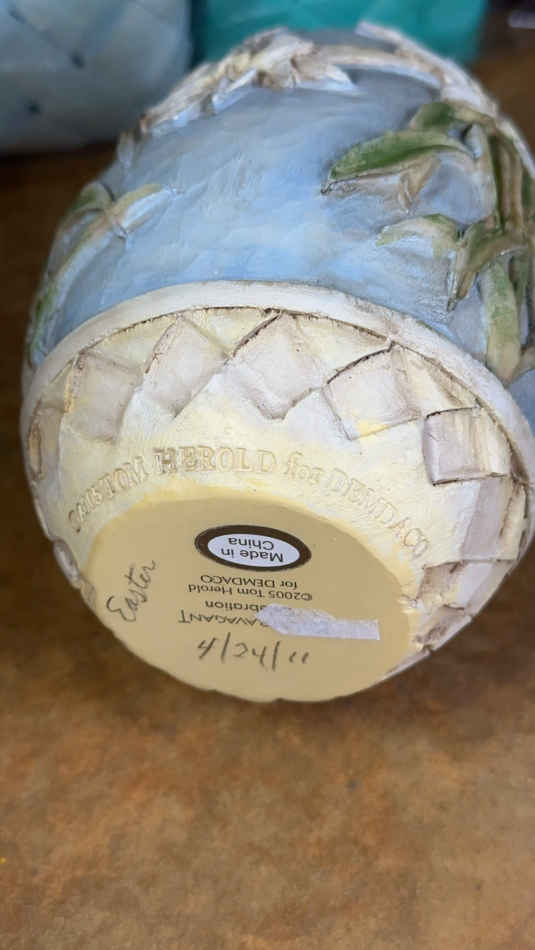 TOM HEROLD for DEMDACO
AVAGANT
bration
©2005 Tom Herold
for DEMDACO
Made in
China
Easter
4/24/11